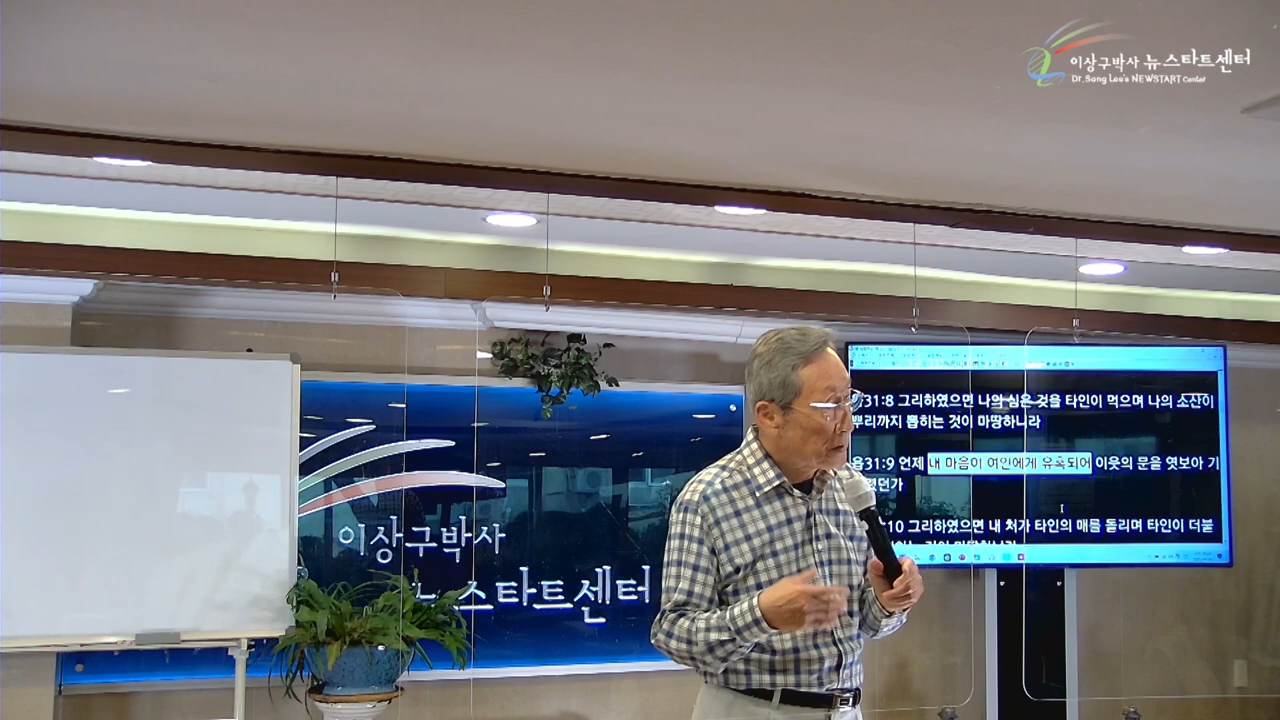 이상구박사 뉴스타트센터
Dr. Sang Lee's NEWSTART Center
31:8 그리하였으면 나의 심은 것을 타인이 먹으며 나의 소산이
뿌리까지 뽑히는 것이 마땅하니라
욥31:9 언제 내 마음이 여인에게 유혹되어 이웃의 문을 엿보아 기
렸던가
10 그리하였으면 내 처가 타인의 매를 돌리며 타인이 더불
이상구박사
뉴스타트센터